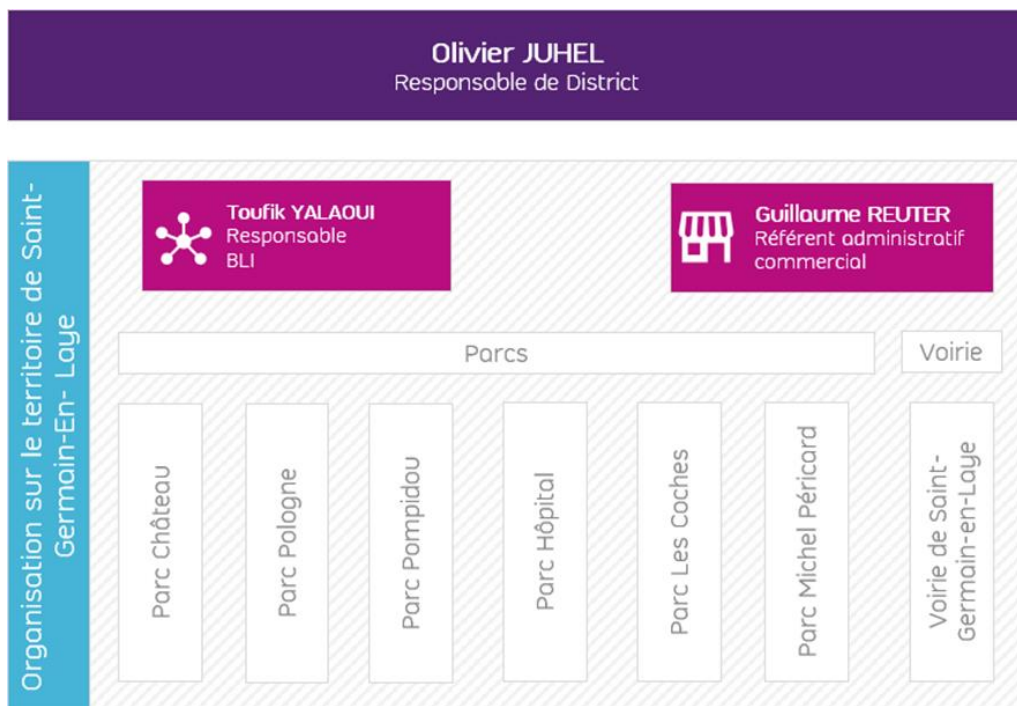 Olivier JUHEL
Responsable de District
Organisation sur le territoire de Saint-
Germain-En- Laye
Toufik YALAOUI
Responsable
BLI
Guillaume REUTER
Référent administratif
commercial
Parcs
Voirie
Parc Château
Parc Pologne
Parc Pompidou
Parc Hôpital
Parc Les Coches
Parc Michel Péricard
Voirie de Saint-
Germain-en-Laye